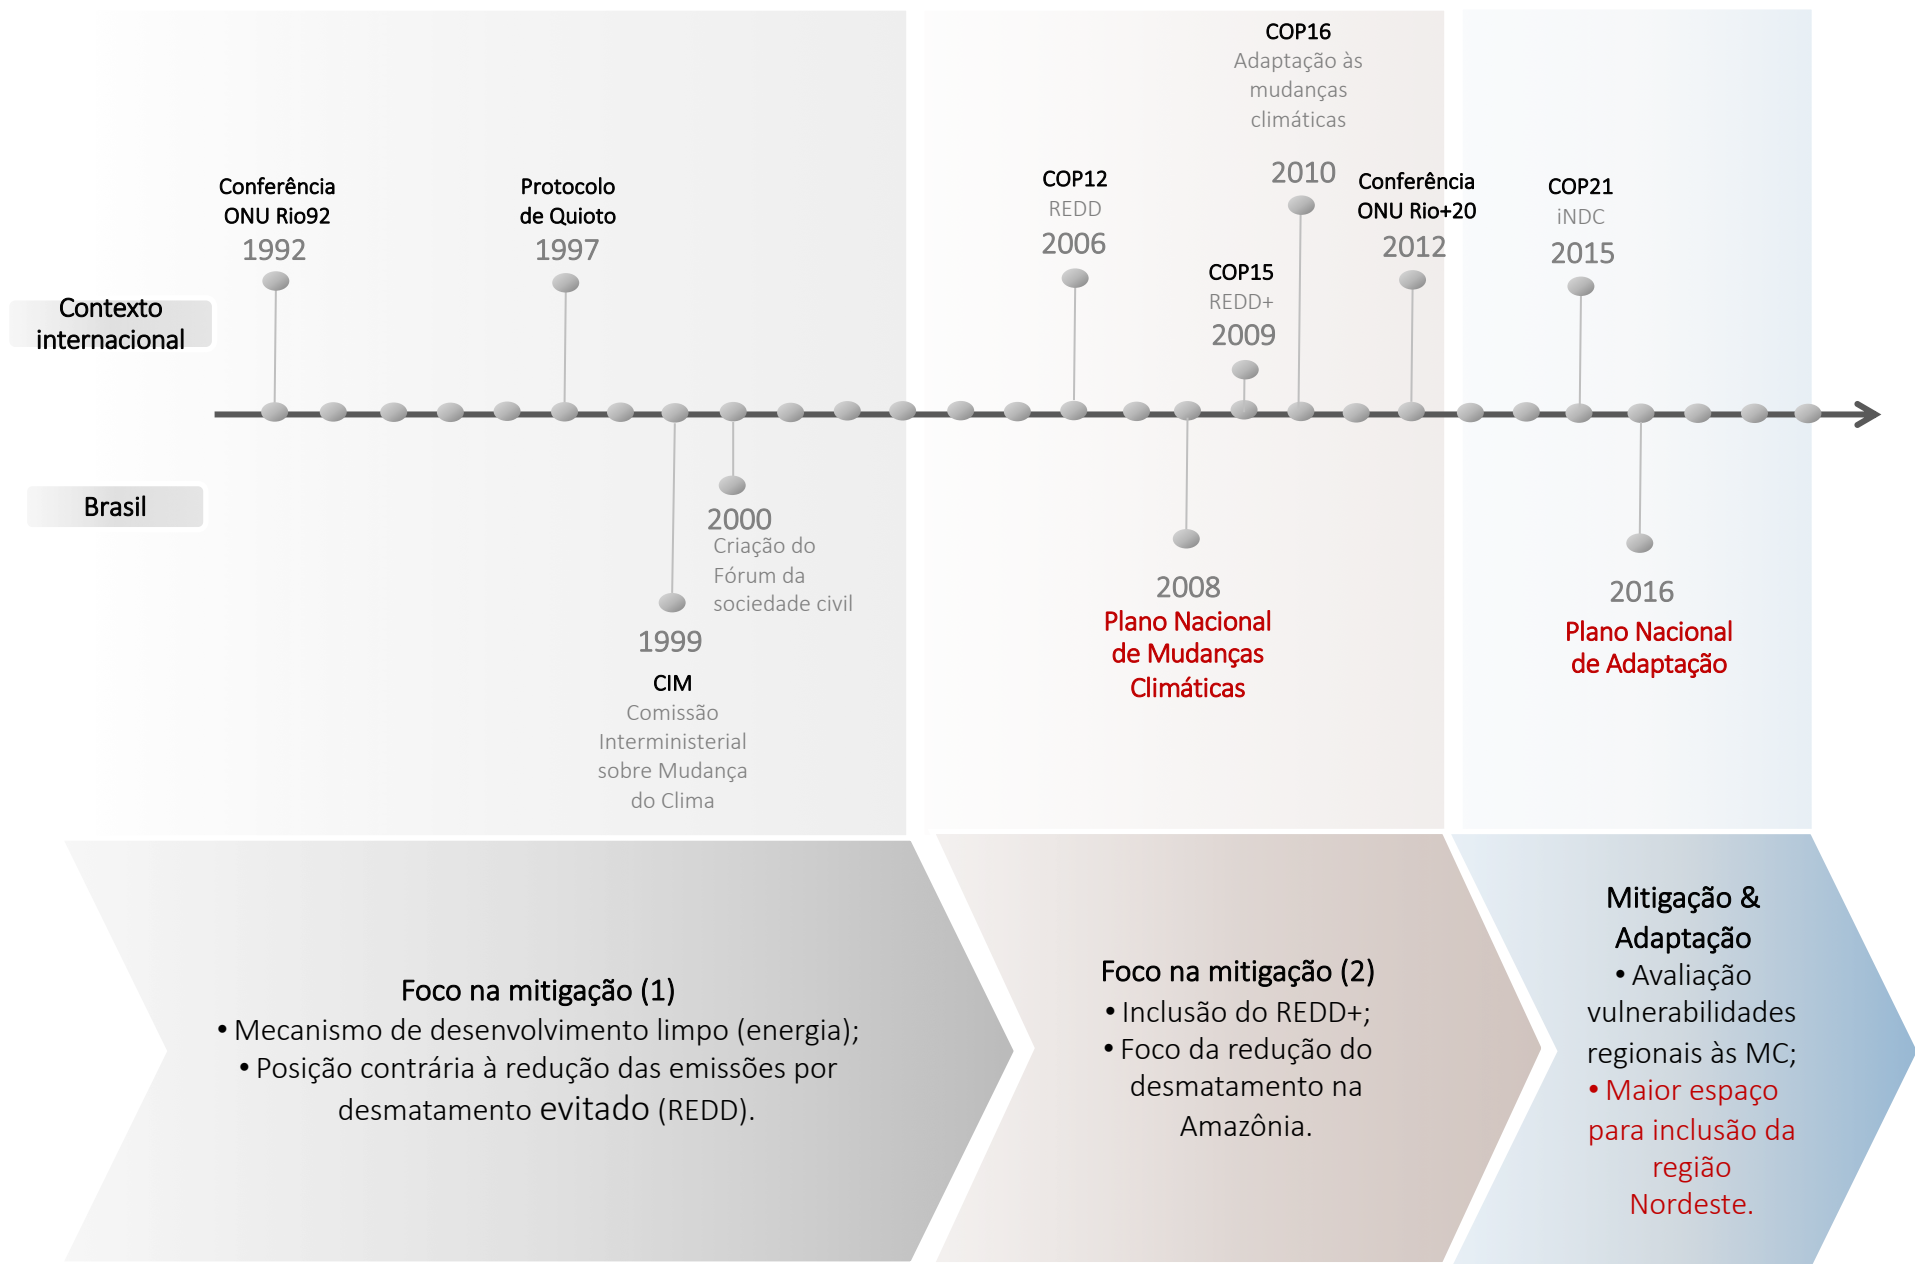 COP16
Adaptação às
mudanças
climáticas
2010
Conferência
ONU Rio92
1992
Protocolo
de Quioto
1997
COP12
REDD
2006
COP15
REDD+
2009
Conferência
ONU Rio+20
2012
COP21
iNDC
2015
Contexto
internacional
Brasil
1999
CIM
Comissão
Interministerial
sobre Mudança
do Clima
2000
Criação do
Fórum da
sociedade civil
2008
Plano Nacional
de Mudanças
Climáticas
2016
Plano Nacional
de Adaptação
Foco na mitigação (1)
• Mecanismo de desenvolvimento limpo (energia);
• Posição contrária à redução das emissões por
desmatamento evitado (REDD).
Foco na mitigação (2)
• Inclusão do REDD+;
• Foco da redução do
desmatamento na
Amazônia.
Mitigação &
Adaptação
• Avaliação
vulnerabilidades
regionais às MC;
• Maior espaço
para inclusão da
região
Nordeste.